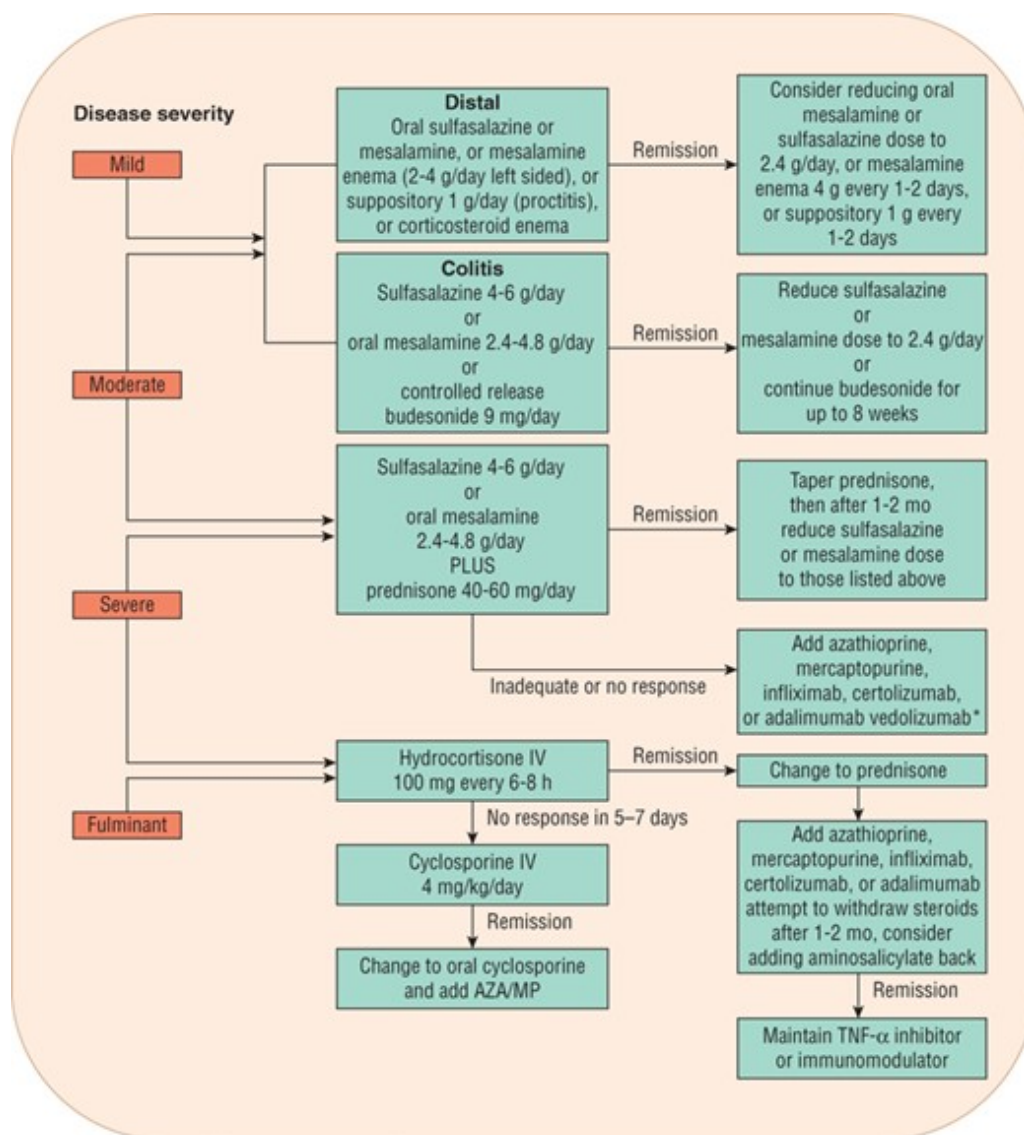 Disease severity
Mild
Moderate
Severe
Fulminant
Distal
Oral sulfasalazine or
mesalamine, or mesalamine
enema (2-4 g/day left sided), or
suppository 1 g/day (proctitis),
or corticosteroid enema
Remission
Consider reducing oral
mesalamine or
sulfasalazine dose to
2.4 g/day, or mesalamine
enema 4 g every 1-2 days,
or suppository 1 g every
1-2 days
Colitis
Sulfasalazine 4-6 g/day
or
oral mesalamine 2.4-4.8 g/day
or
controlled release
budesonide 9 mg/day
Remission
Reduce sulfasalazine
or
mesalamine dose to 2.4 g/day
or
continue budesonide for
up to 8 weeks
Sulfasalazine 4-6 g/day
or
oral mesalamine
2.4-4.8 g/day
PLUS
prednisone 40-60 mg/day
Remission
Taper prednisone,
then after 1-2 mo
reduce sulfasalazine
or mesalamine dose
to those listed above
Inadequate or no response
Add azathioprine,
mercaptopurine,
infliximab, certolizumab,
or adalimumab vedolizumab*
Hydrocortisone IV
100 mg every 6-8 h
Remission
Change to prednisone
No response in 5–7 days
Cyclosporine IV
4 mg/kg/day
Remission
Change to oral cyclosporine
and add AZA/MP
Add azathioprine,
mercaptopurine, infliximab,
certolizumab, or adalimumab
attempt to withdraw steroids
after 1-2 mo, consider
adding aminosalicylate back
Remission
Maintain TNF-α inhibitor
or immunomodulator